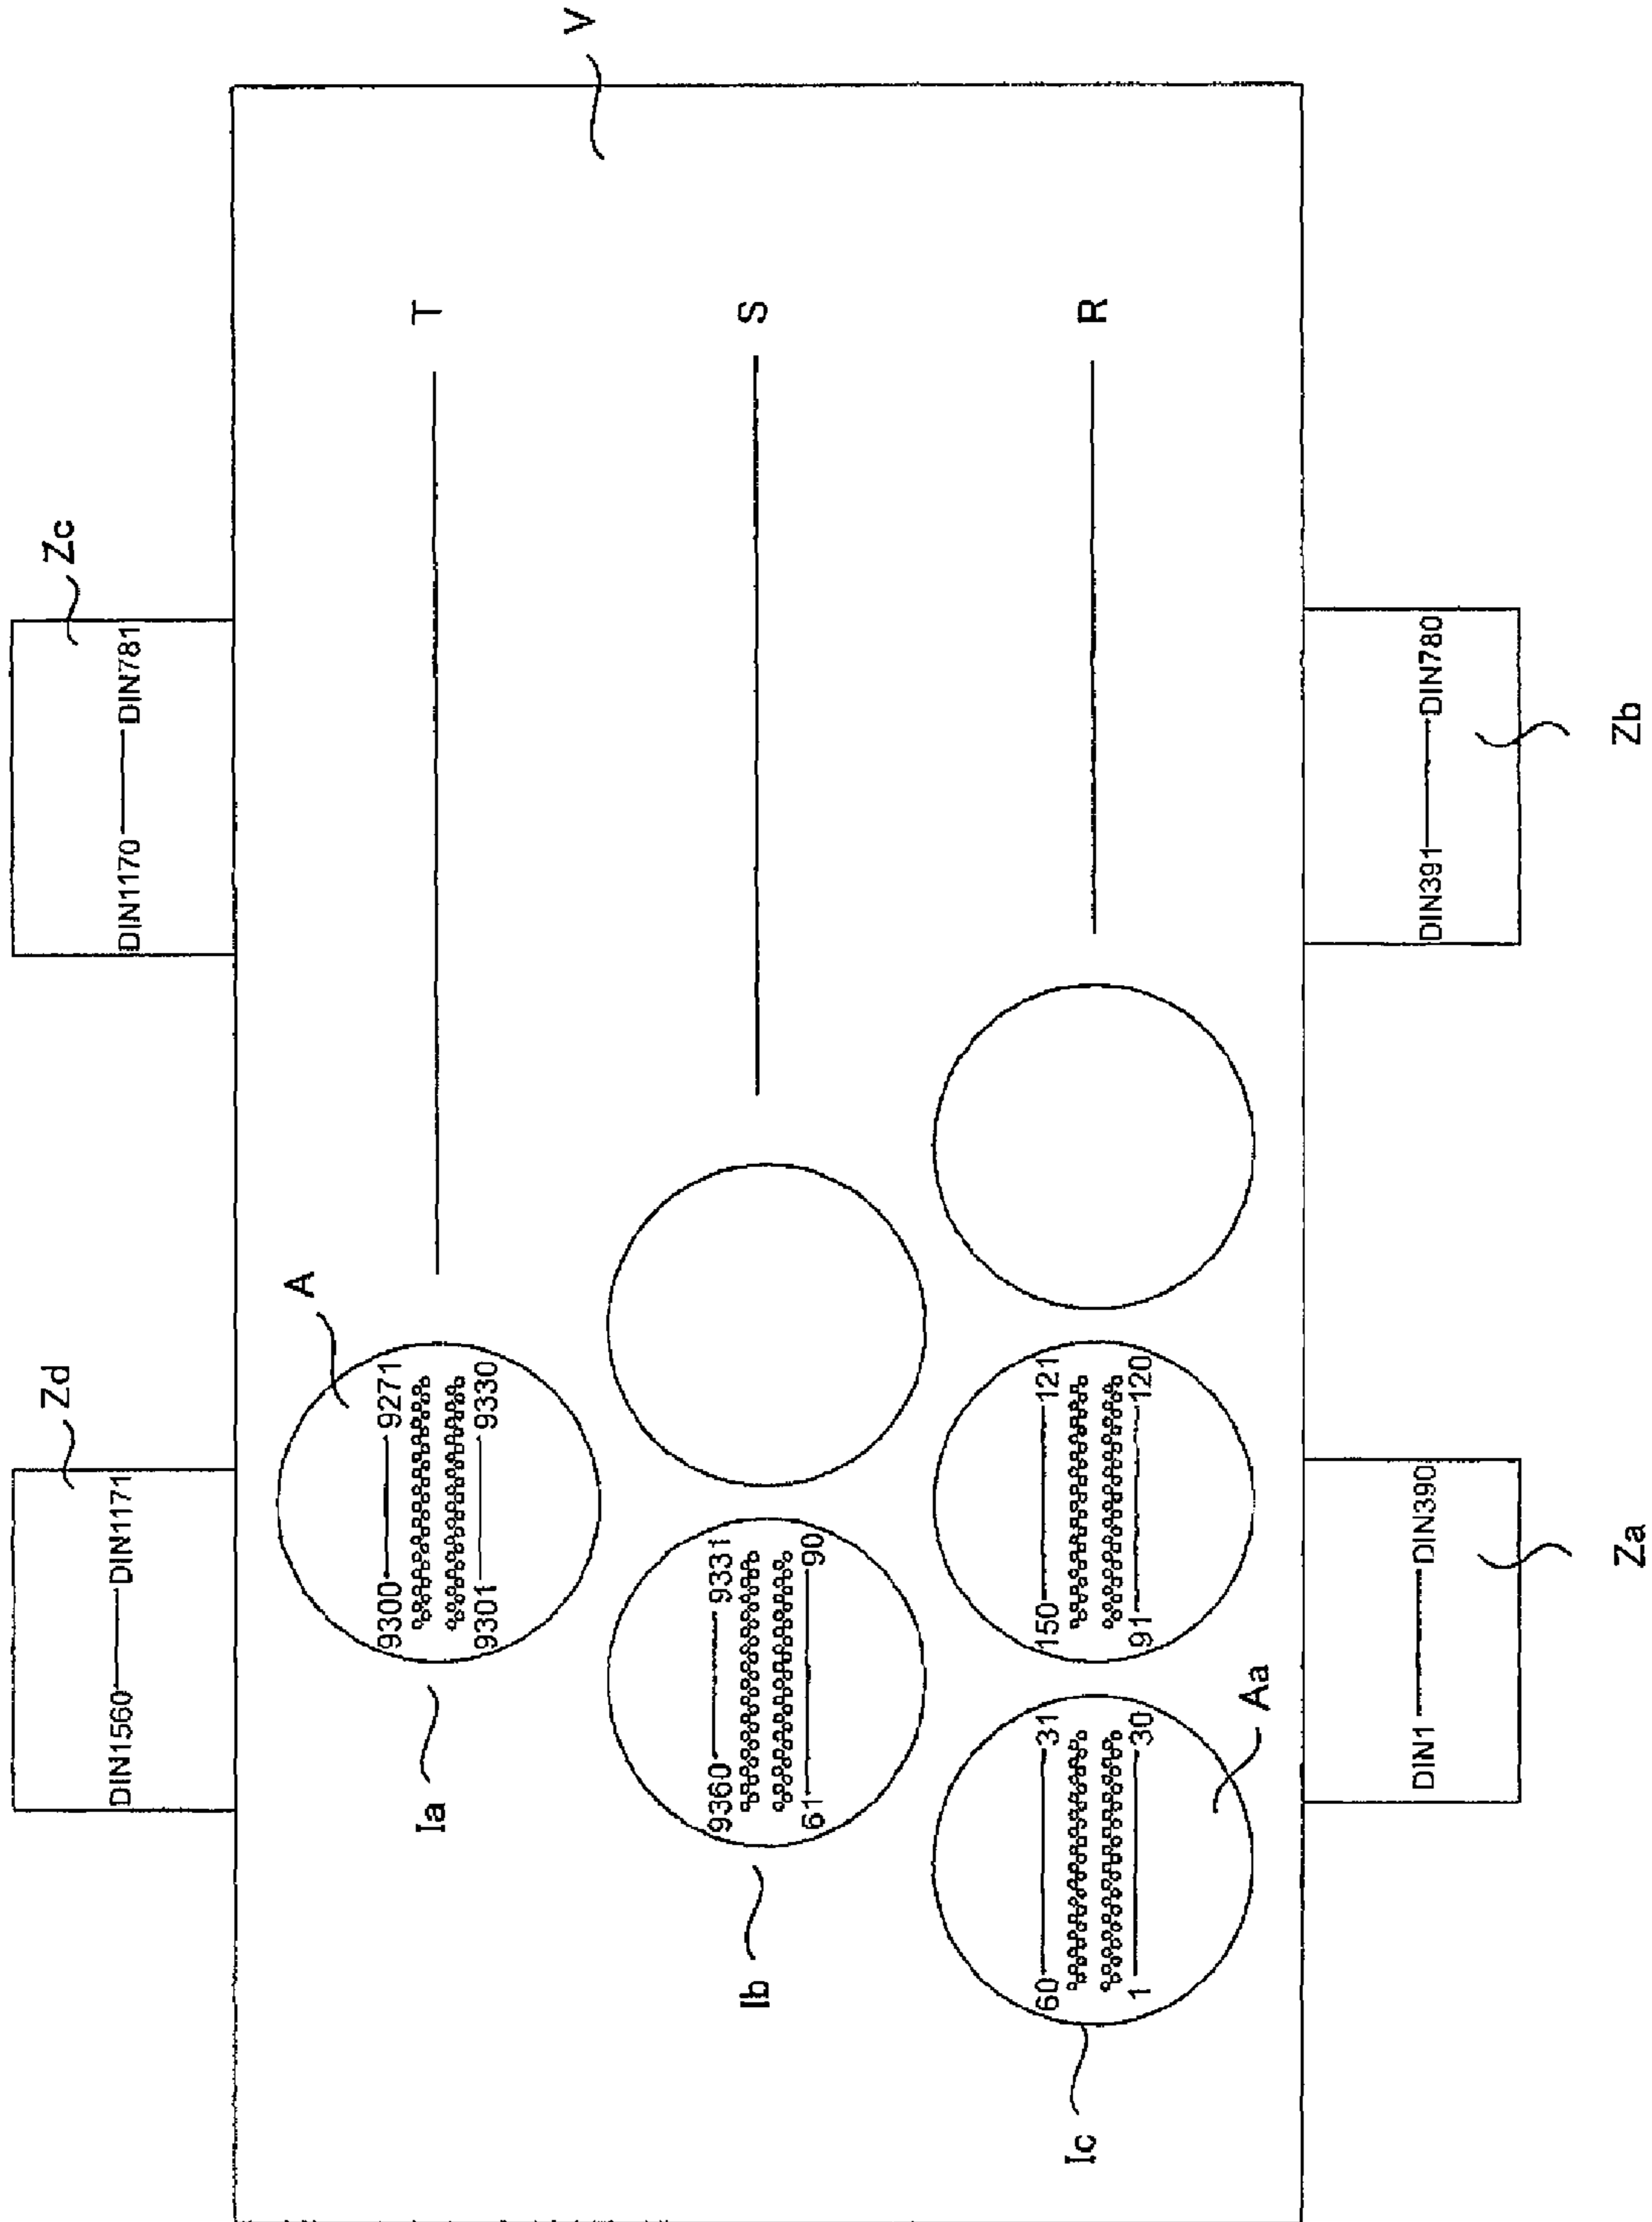 V
Zd
Zc
DIN1560 DIN1171
DIN1170 DIN781
A
Ia
9300 9271
9301 9330
T
Ib
9360 9331
61 90
S
Ic
60 31
1 30
150 121
91 120
R
Aa
DIN1 DIN390
DIN391 DIN780
Za
Zb